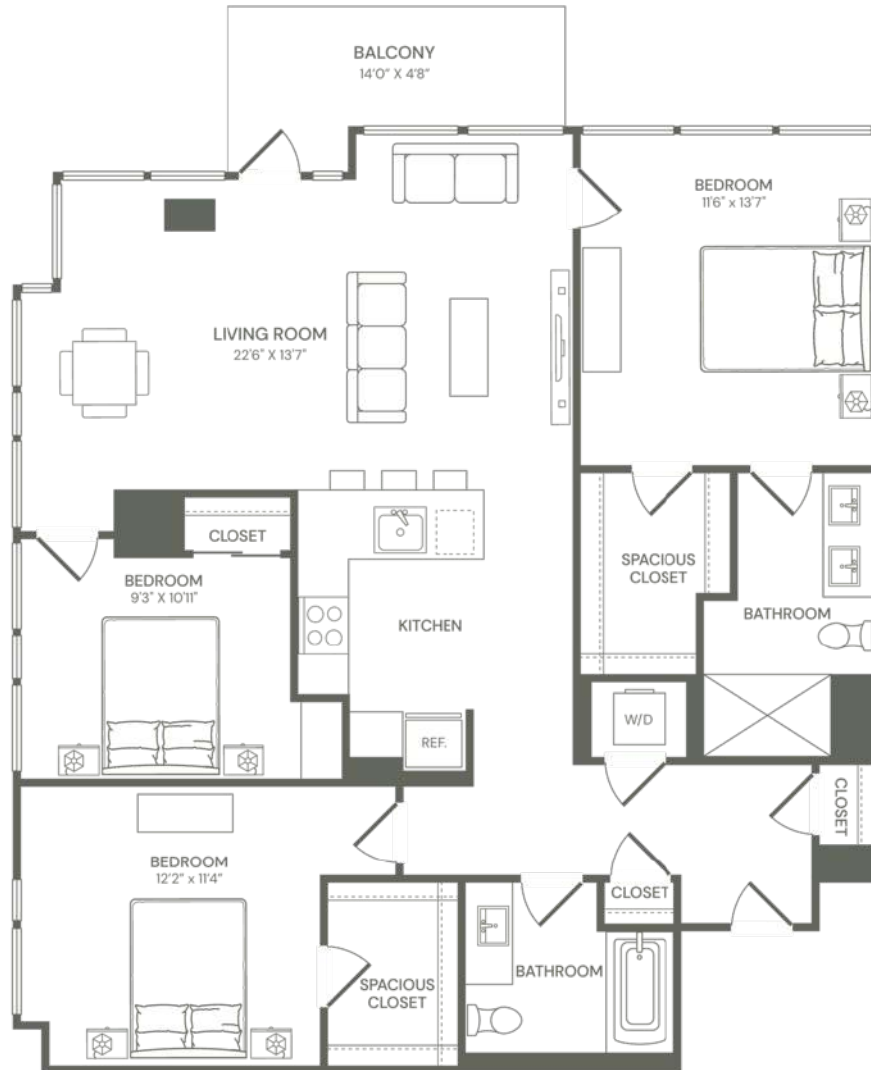 BALCONY
14'0" X 4'8"
BEDROOM
11'6" x 13'7"
LIVING ROOM
22'6" X 13'7"
CLOSET
BEDROOM
9'3" X 10'11"
SPACIOUS
CLOSET
BATHROOM
KITCHEN
W/D
REF.
CLOSET
BEDROOM
12'2" x 11'4"
CLOSET
SPACIOUS
CLOSET
BATHROOM